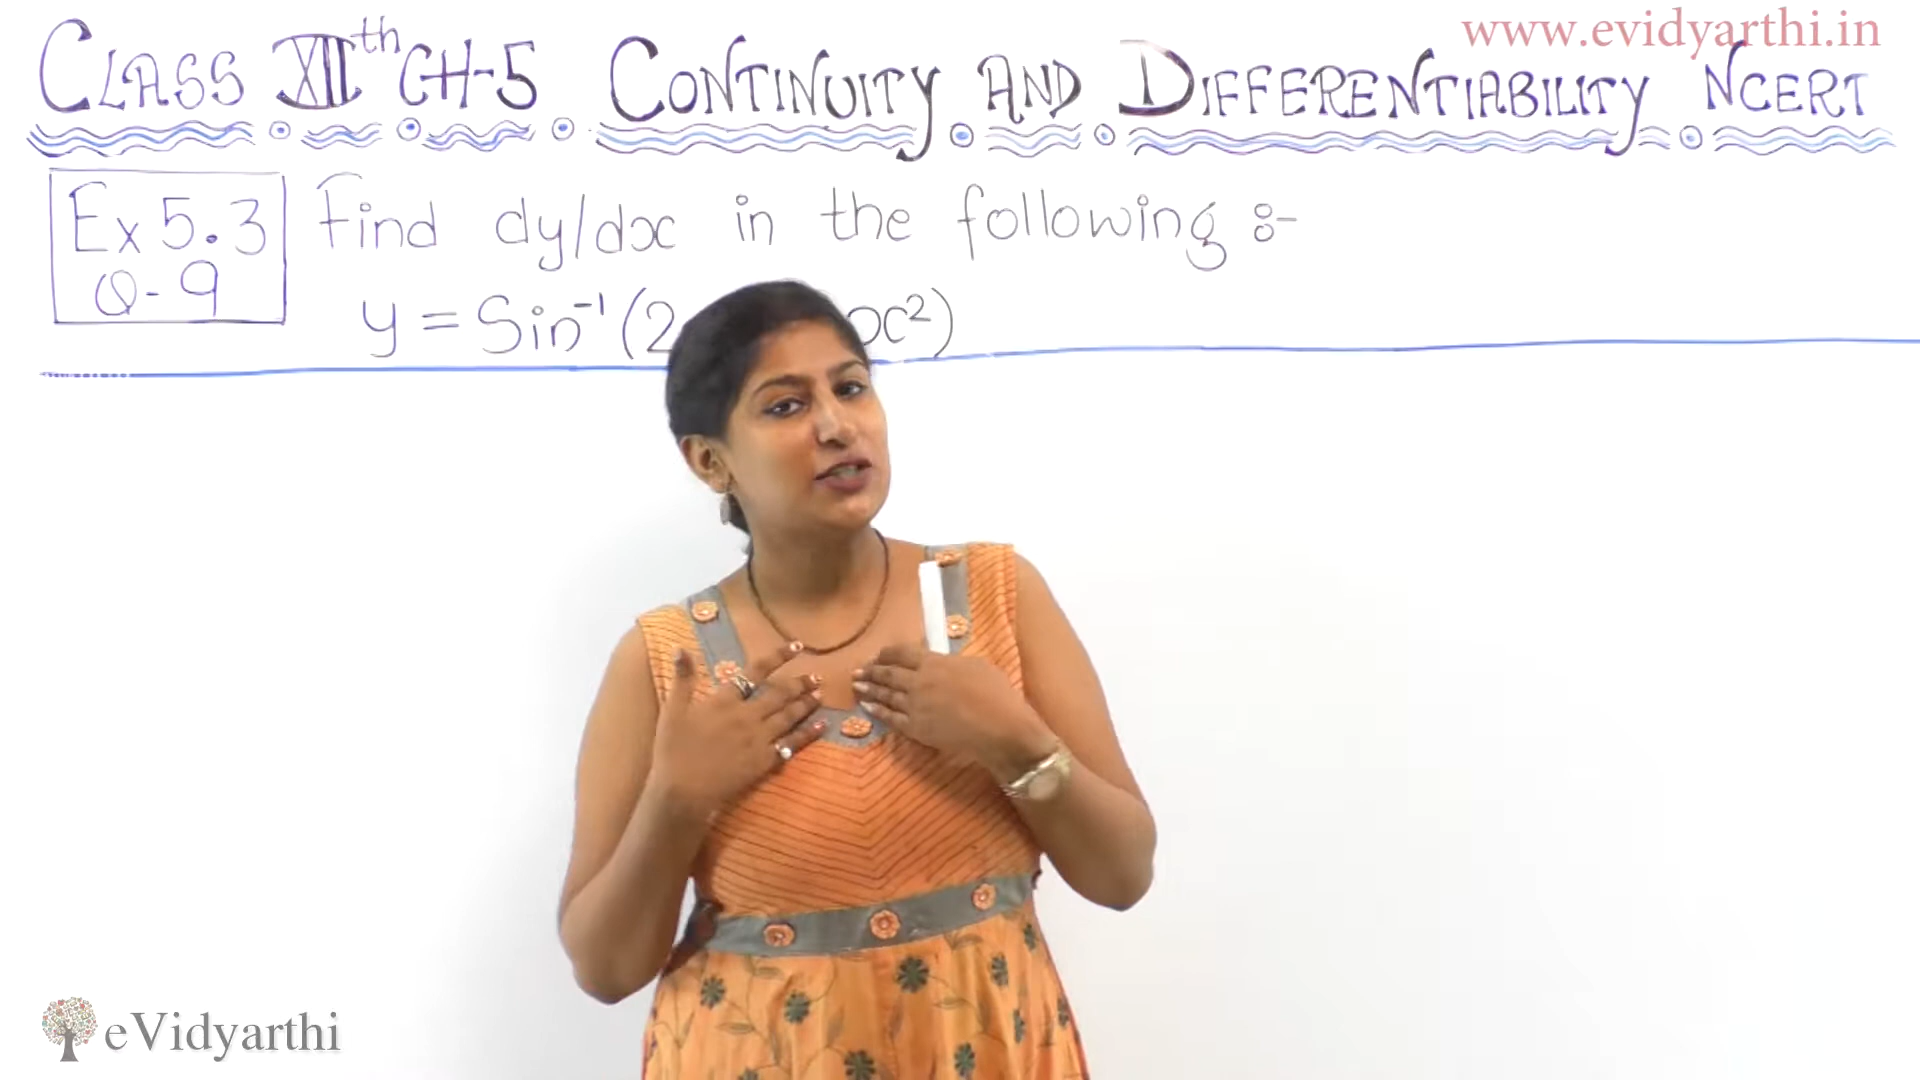 www.evidyarthi.in
CLASS XIIth CH-5 CONTINUITY AND DIFFERENTIABILITY NCERT
Ex 5.3 Find dy/dx in the following :-
Q-9
y = Sin⁻¹(2 x²)
eVidyarthi